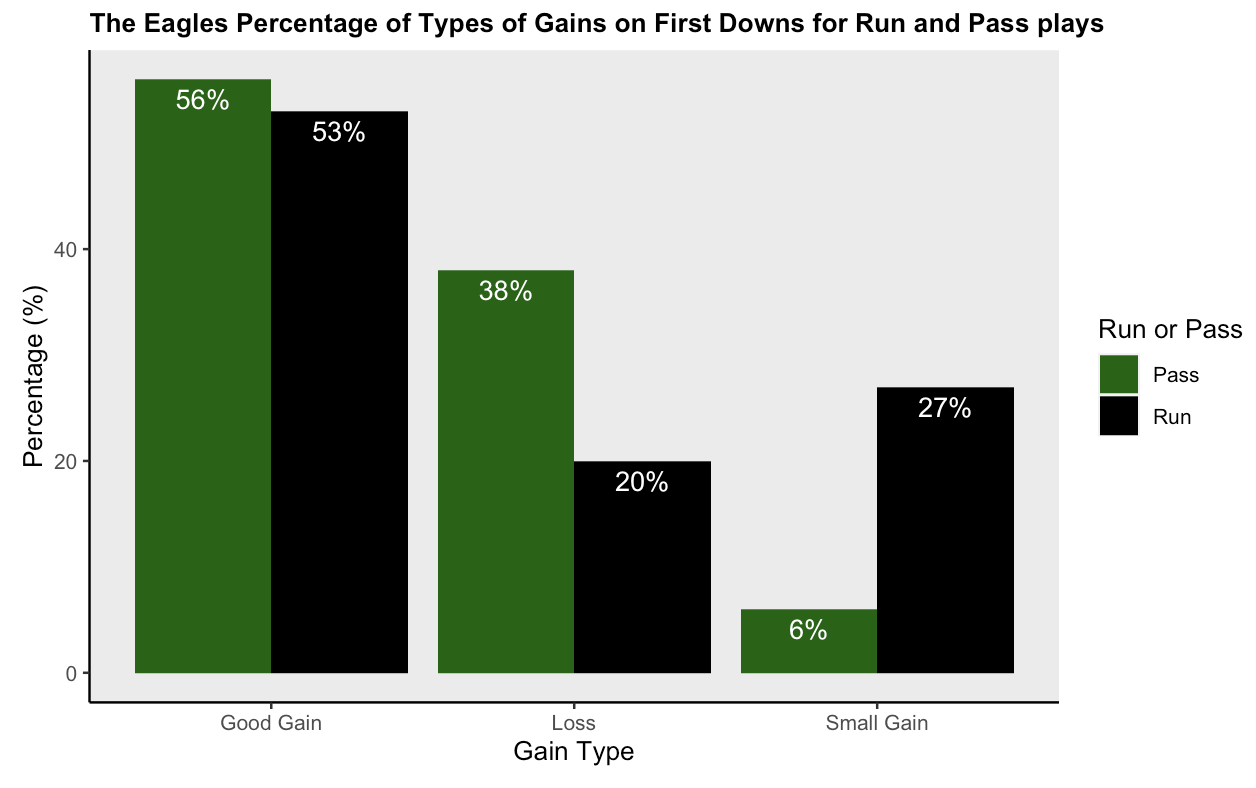 The Eagles Percentage of Types of Gains on First Downs for Run and Pass plays
56%
53%
38%
20%
6%
27%
40
20
0
Percentage (%)
Good Gain
Loss
Small Gain
Gain Type
Run or Pass
Pass
Run